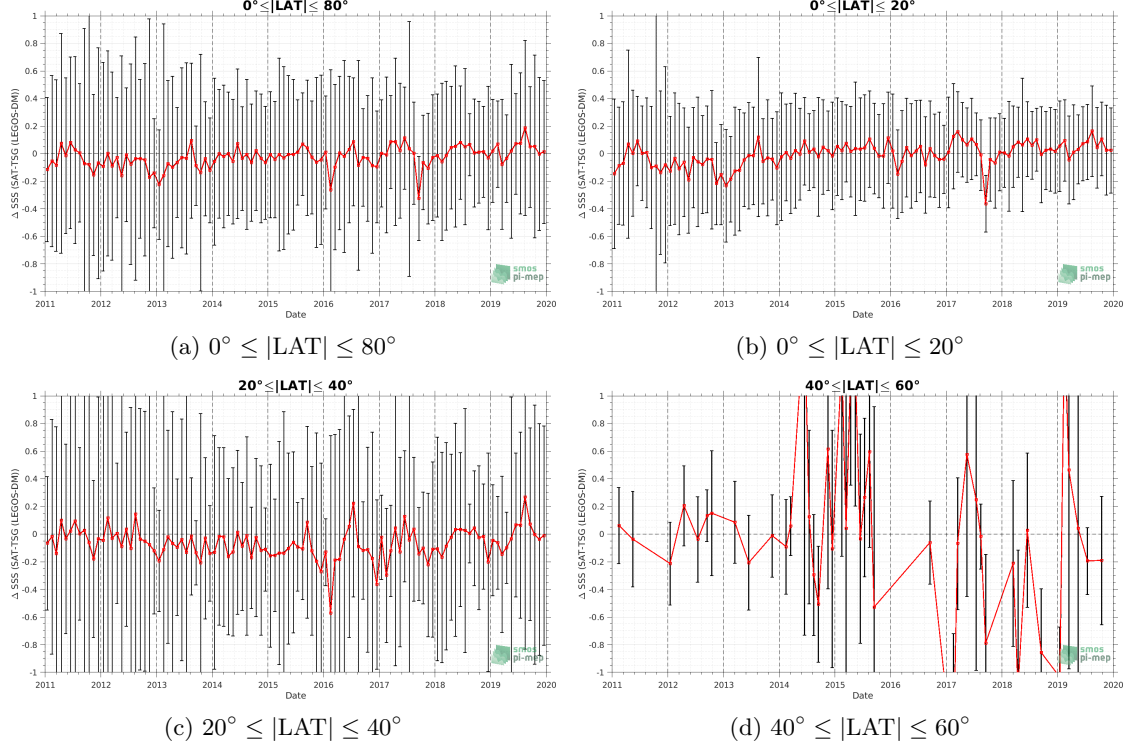 0°≤|LAT|≤ 80°
1
0.8
0.6
0.4
0.2
0
-0.2
-0.4
-0.6
-0.8
-1
Δ SSS (SAT-TSG (LEGOS-DM))
2011 2012 2013 2014 2015 2016 2017 2018 2019 2020
Date
smos
pi-mep
(a) 0° ≤ |LAT| ≤ 80°
0°≤|LAT|≤ 20°
1
0.8
0.6
0.4
0.2
0
-0.2
-0.4
-0.6
-0.8
-1
Δ SSS (SAT-TSG (LEGOS-DM))
2011 2012 2013 2014 2015 2016 2017 2018 2019 2020
Date
smos
pi-mep
(b) 0° ≤ |LAT| ≤ 20°
20°≤|LAT|≤ 40°
1
0.8
0.6
0.4
0.2
0
-0.2
-0.4
-0.6
-0.8
-1
Δ SSS (SAT-TSG (LEGOS-DM))
2011 2012 2013 2014 2015 2016 2017 2018 2019 2020
Date
smos
pi-mep
(c) 20° ≤ |LAT| ≤ 40°
40°≤|LAT|≤ 60°
1
0.8
0.6
0.4
0.2
0
-0.2
-0.4
-0.6
-0.8
-1
Δ SSS (SAT-TSG (LEGOS-DM))
2011 2012 2013 2014 2015 2016 2017 2018 2019 2020
Date
smos
pi-mep
(d) 40° ≤ |LAT| ≤ 60°